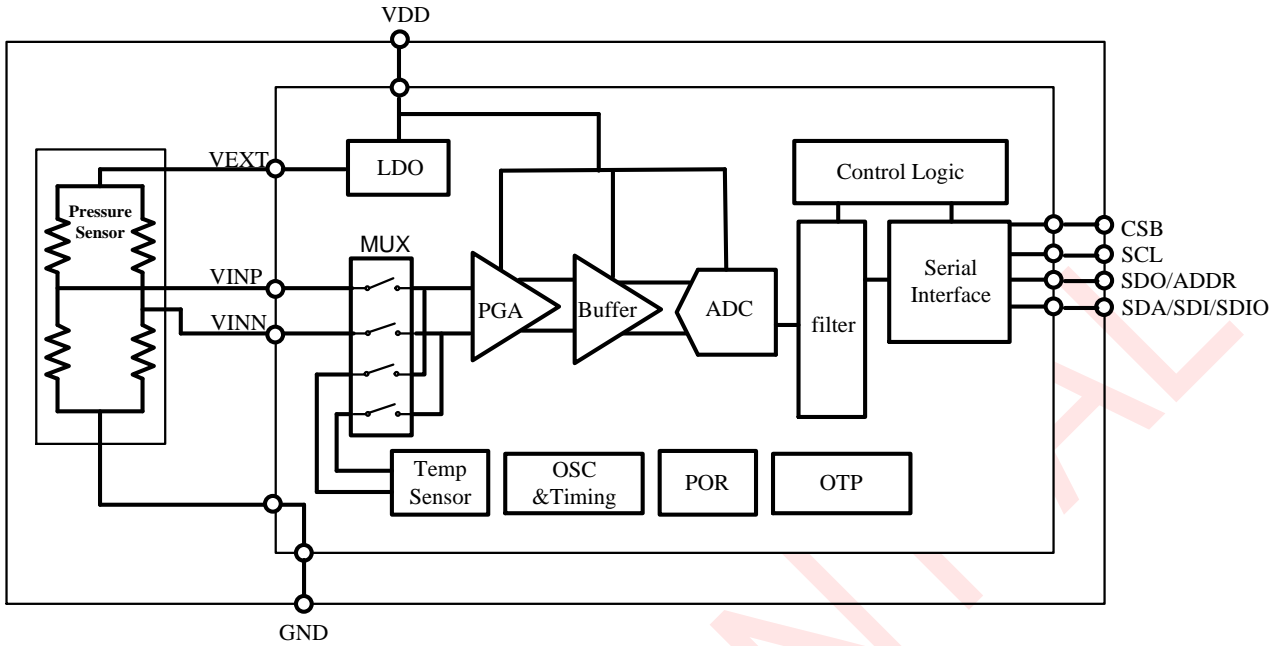 VDD
VEXT
LDO
Control Logic
Pressure
Sensor
MUX
CSB
SCL
SDO/ADDR
SDA/SDI/SDIO
VINP
VINN
PGA
Buffer
ADC
filter
Serial
Interface
Temp
Sensor
OSC
&Timing
POR
OTP
GND